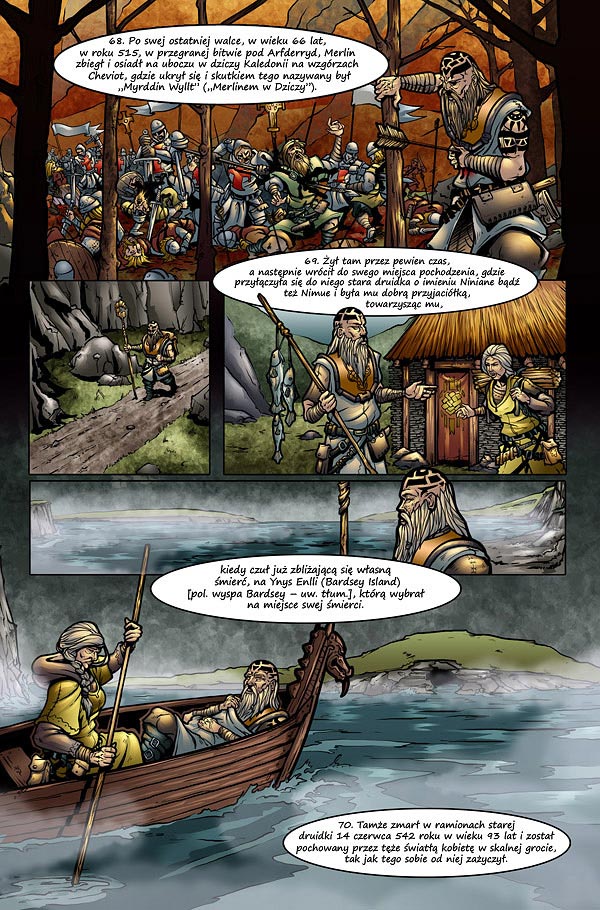 68. Po swej ostatniej walce, w wieku 66 lat,
w roku 515, w przegranej bitwie pod Arfderryd, Merlin
zbiegł i osiadł na uboczu w dziczy Kaledonii na wzgórzach
Cheviot, gdzie ukrył się i skutkiem tego nazywany był
„Myrddin Wyllt” („Merlinem w Dziczy”).
69. Żył tam przez pewien czas,
a następnie wrócił do swego miejsca pochodzenia, gdzie
przyłączyła się do niego stara druidka o imieniu Niniane bądź
też Nimue i była mu dobrą przyjaciółką,
towarzysząc mu,
kiedy czuł już zbliżającą się własną
śmierć, na Ynys Enlli (Bardsey Island)
[pol. wyspa Bardsey – uw. tłum.], którą wybrał
na miejsce swej śmierci.
70. Tamże zmarł w ramionach starej
druidki 14 czerwca 542 roku w wieku 93 lat i został
pochowany przez tęże światłą kobietę w skalnej grocie,
tak jak tego sobie od niej zażyczył.